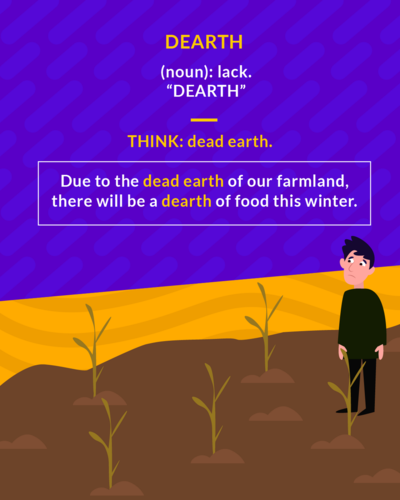 DEARTH
(noun): lack.
“DEARTH”
THINK: dead earth.
Due to the dead earth of our farmland,
there will be a dearth of food this winter.